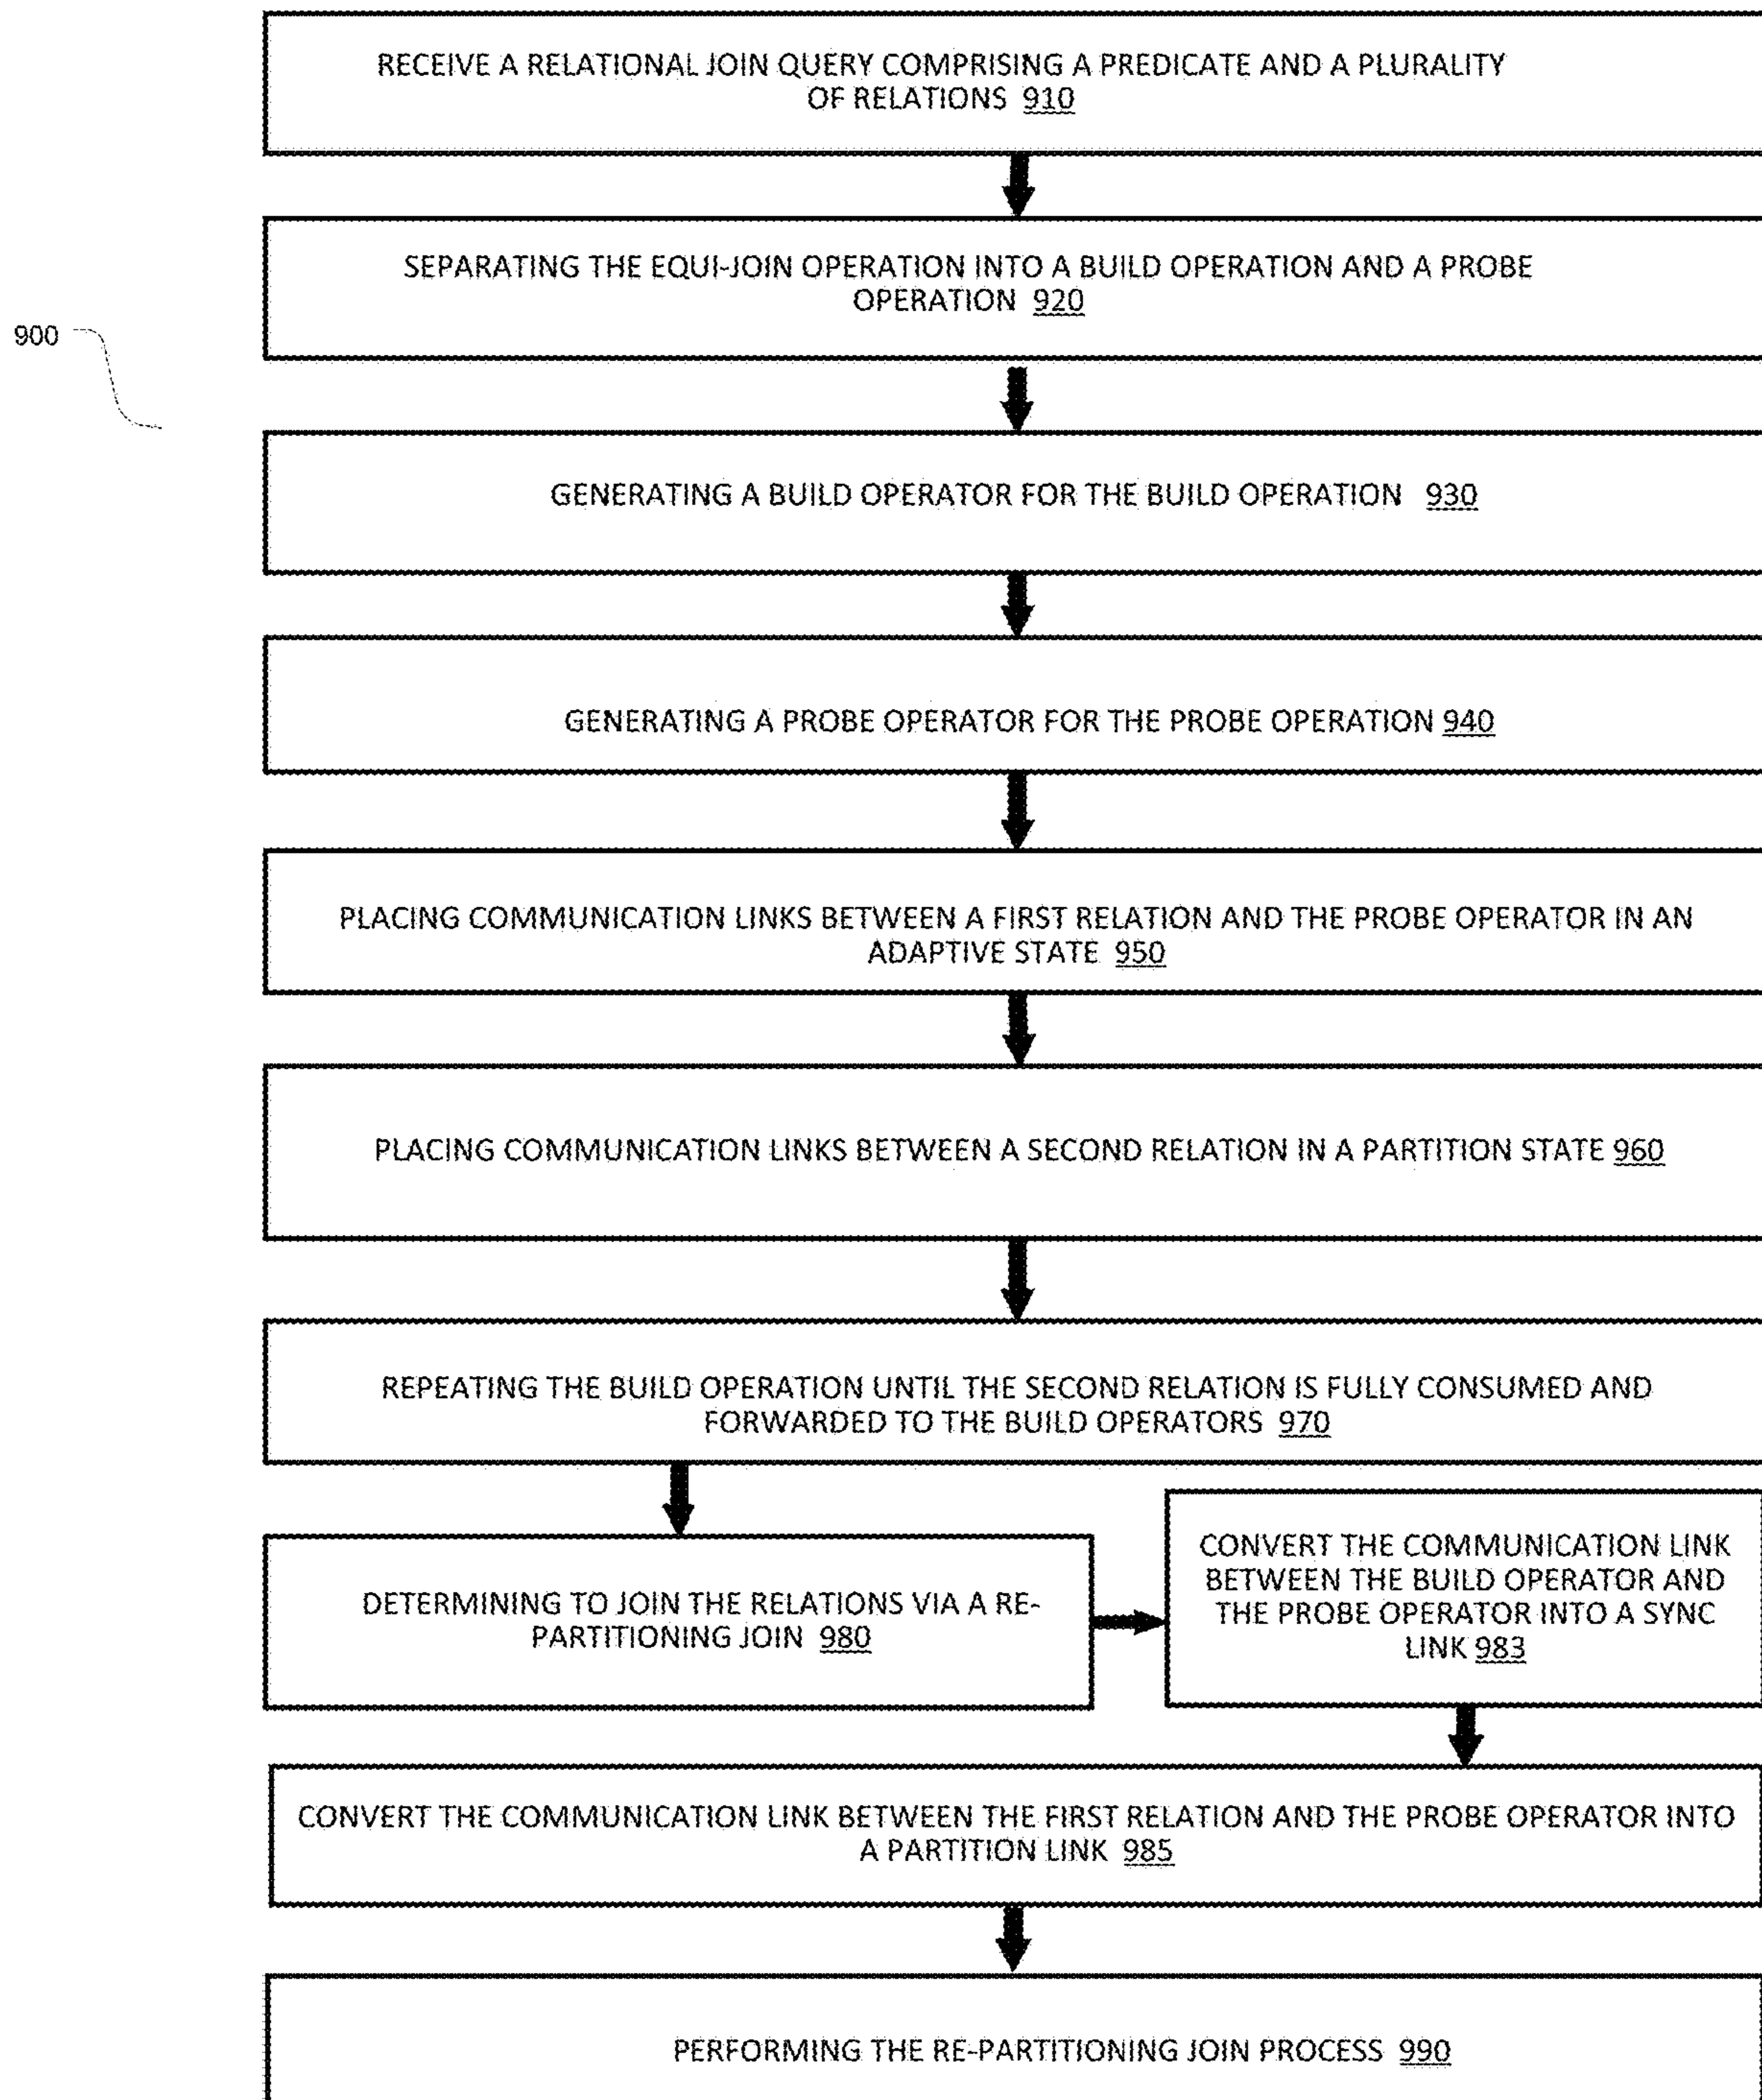 RECEIVE A RELATIONAL JOIN QUERY COMPRISING A PREDICATE AND A PLURALITY
OF RELATIONS 910
SEPARATING THE EQUI-JOIN OPERATION INTO A BUILD OPERATION AND A PROBE
OPERATION 920
900
GENERATING A BUILD OPERATOR FOR THE BUILD OPERATION 930
GENERATING A PROBE OPERATOR FOR THE PROBE OPERATION 940
PLACING COMMUNICATION LINKS BETWEEN A FIRST RELATION AND THE PROBE OPERATOR IN AN
ADAPTIVE STATE 950
PLACING COMMUNICATION LINKS BETWEEN A SECOND RELATION IN A PARTITION STATE 960
REPEATING THE BUILD OPERATION UNTIL THE SECOND RELATION IS FULLY CONSUMED AND
FORWARDED TO THE BUILD OPERATORS 970
DETERMINING TO JOIN THE RELATIONS VIA A RE-
PARTITIONING JOIN 980
CONVERT THE COMMUNICATION LINK
BETWEEN THE BUILD OPERATOR AND
THE PROBE OPERATOR INTO A SYNC
LINK 983
CONVERT THE COMMUNICATION LINK BETWEEN THE FIRST RELATION AND THE PROBE OPERATOR INTO
A PARTITION LINK 985
PERFORMING THE RE-PARTITIONING JOIN PROCESS 990